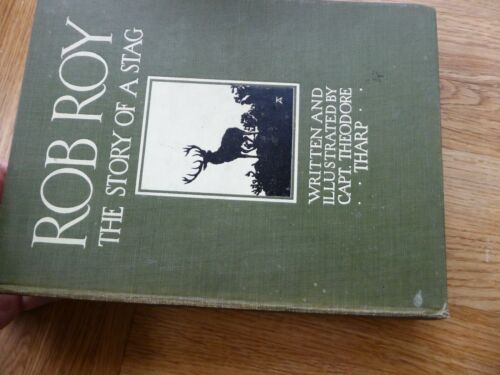 ROB ROY
THE STORY OF A STAG
WRITTEN AND
ILLUSTRATED BY
CAPT. THEODORE
. . THARP . .